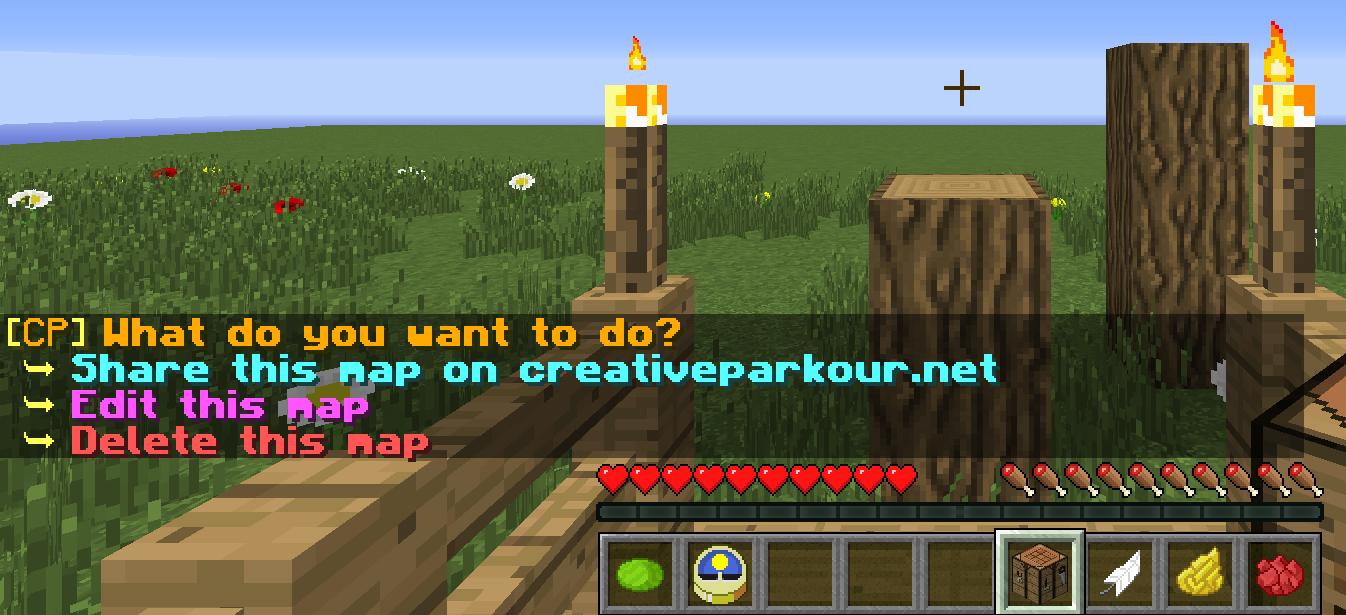 [CP] What do you want to do?
↪ Share this map on creativeparkour.net
↪ Edit this map
↪ Delete this map